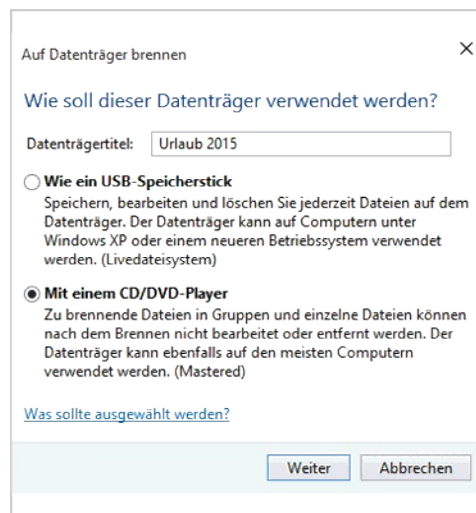 Auf Datenträger brennen
Wie soll dieser Datenträger verwendet werden?
Datenträgertitel: Urlaub 2015
Wie ein USB-Speicherstick
Speichern, bearbeiten und löschen Sie jederzeit Dateien auf dem
Datenträger. Der Datenträger kann auf Computern unter
Windows XP oder einem neueren Betriebssystem verwendet
werden. (Livedateisystem)
Mit einem CD/DVD-Player
Zu brennende Dateien in Gruppen und einzelne Dateien können
nach dem Brennen nicht bearbeitet oder entfernt werden. Der
Datenträger kann ebenfalls auf den meisten Computern
verwendet werden. (Mastered)
Was sollte ausgewählt werden?
Weiter Abbrechen